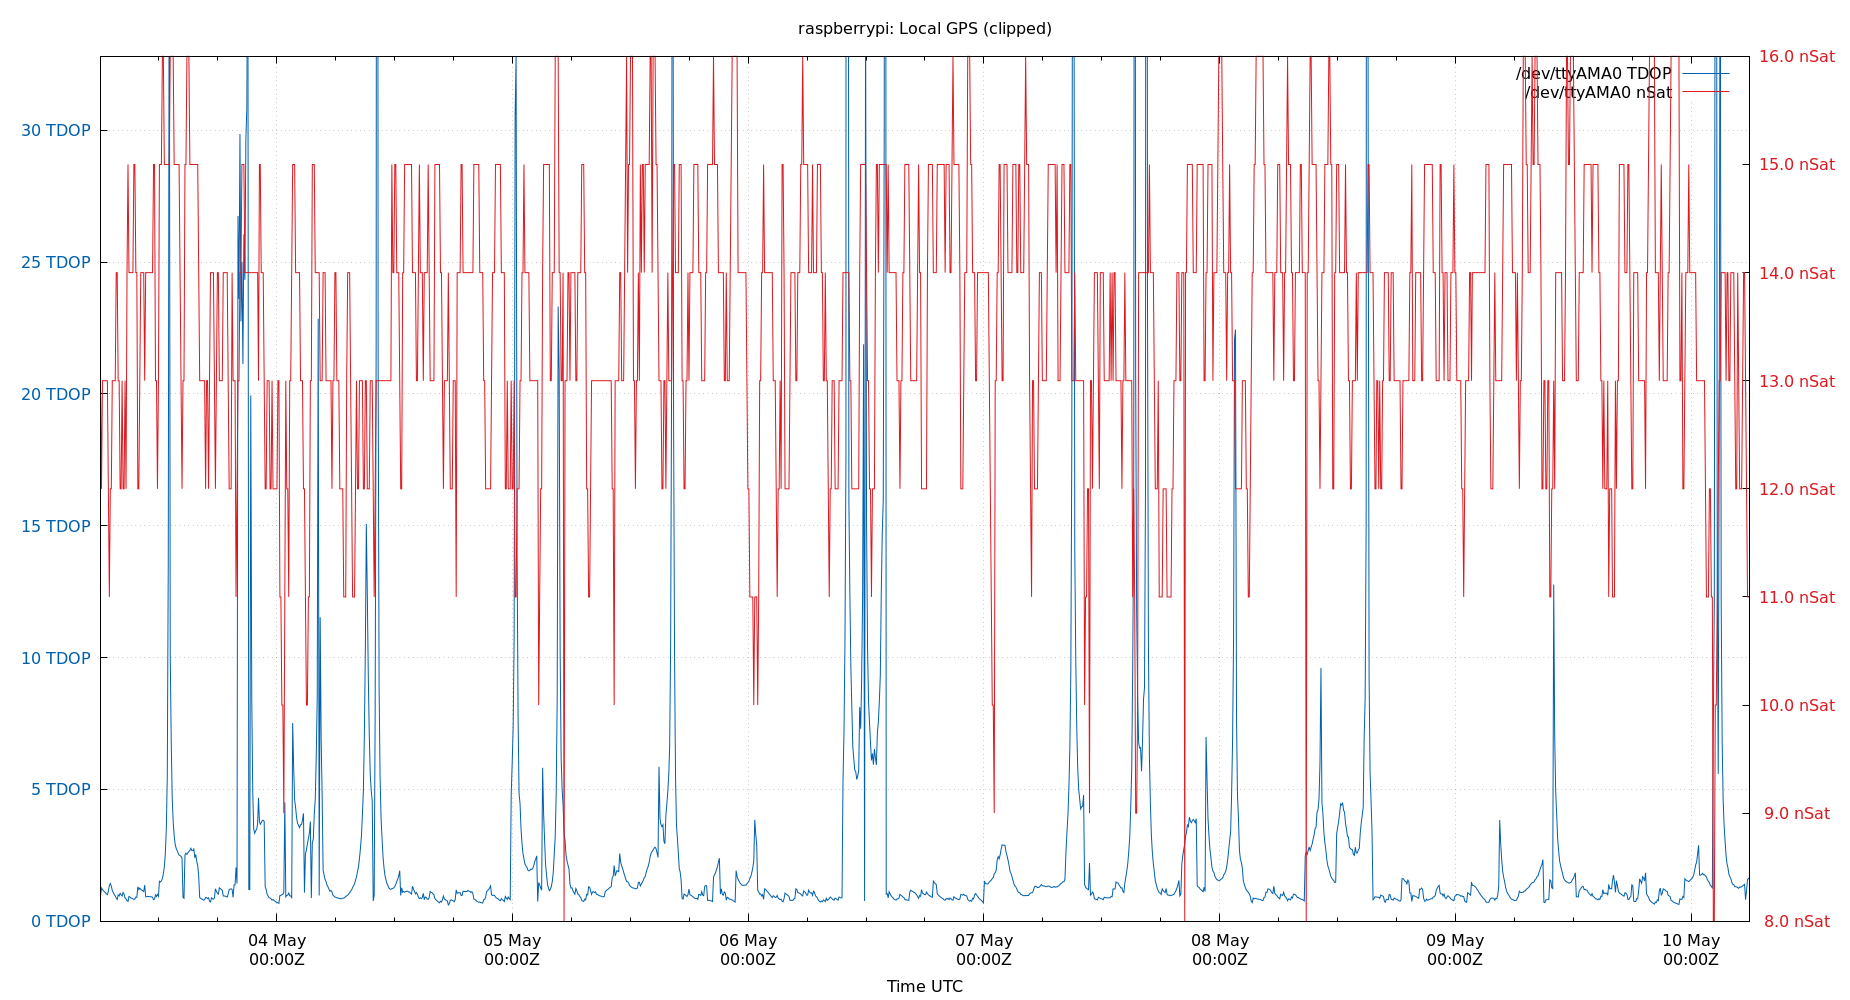 raspberrypi: Local GPS (clipped)
/dev/ttyAMA0 TDOP
/dev/ttyAMA0 nSat
30 TDOP
25 TDOP
20 TDOP
15 TDOP
10 TDOP
5 TDOP
0 TDOP
16.0 nSat
15.0 nSat
14.0 nSat
13.0 nSat
12.0 nSat
11.0 nSat
10.0 nSat
9.0 nSat
8.0 nSat
04 May 05 May 06 May 07 May 08 May 09 May 10 May
00:00Z 00:00Z 00:00Z 00:00Z 00:00Z 00:00Z 00:00Z
Time UTC